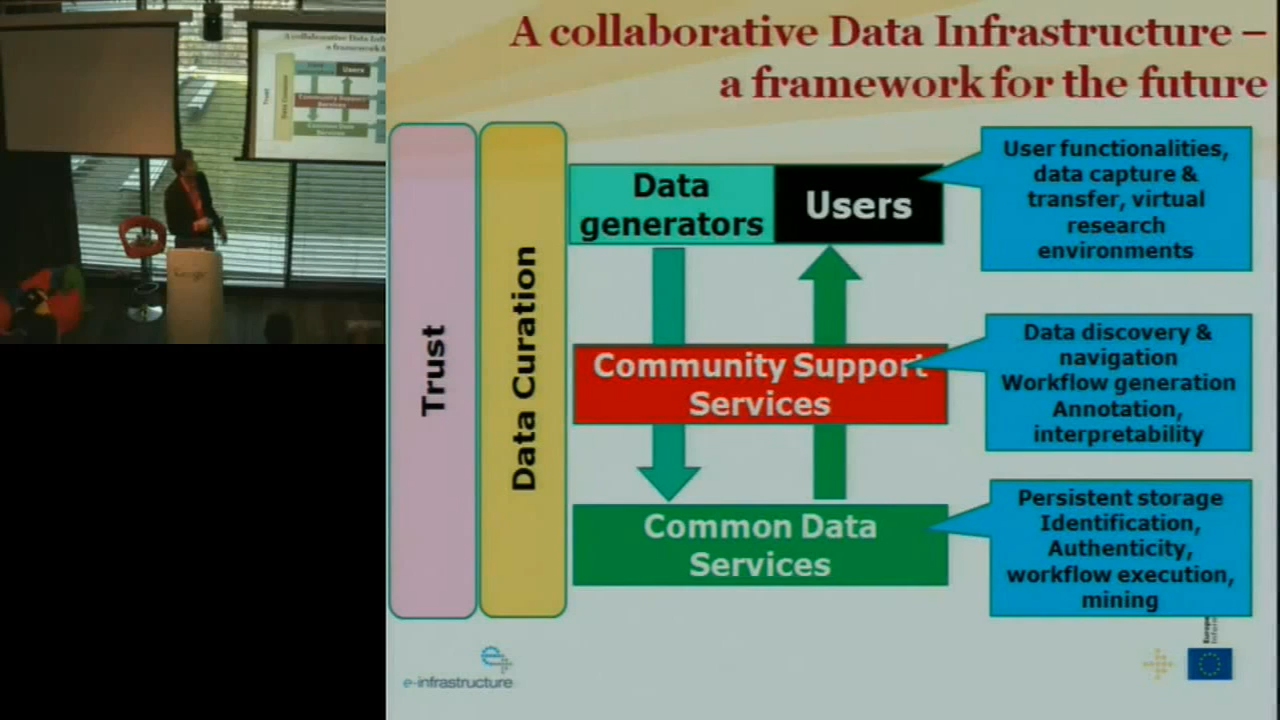 A collaborative Data Infrastructure –
a framework for the future
Trust
Data Curation
Data
generators
Users
User functionalities,
data capture &
transfer, virtual
research
environments
Community Support
Services
Data discovery &
navigation
Workflow generation
Annotation,
interpretability
Common Data
Services
Persistent storage
Identification,
Authenticity,
workflow execution,
mining
e-infrastructure
Google